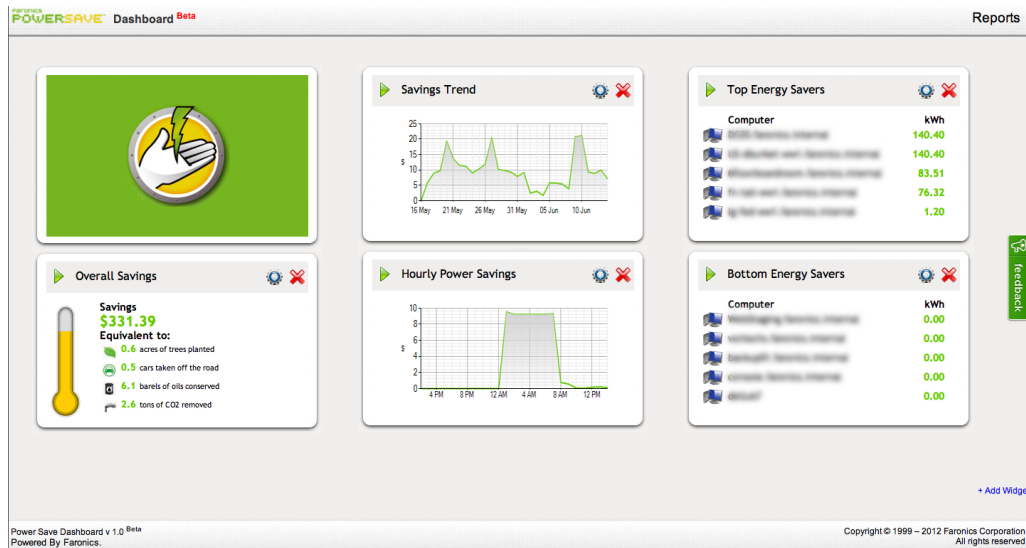 FARONICS
POWERSAVE™ Dashboard Beta
Reports
Savings Trend
$
25
20
15
10
5
0
16 May 21 May 26 May 31 May 05 Jun 10 Jun
Top Energy Savers
Computer kWh
140.40
140.40
83.51
76.32
1.20
Overall Savings
Savings
$331.39
Equivalent to:
0.6 acres of trees planted
0.5 cars taken off the road
6.1 barels of oils conserved
2.6 tons of CO2 removed
Hourly Power Savings
$
10
8
6
4
2
0
4 PM 8 PM 12 AM 4 AM 8 AM 12 PM
Bottom Energy Savers
Computer kWh
0.00
0.00
0.00
0.00
0.00
feedback
+ Add Widge
Power Save Dashboard v 1.0 Beta
Powered By Faronics.
Copyright © 1999 – 2012 Faronics Corporation
All rights reserved